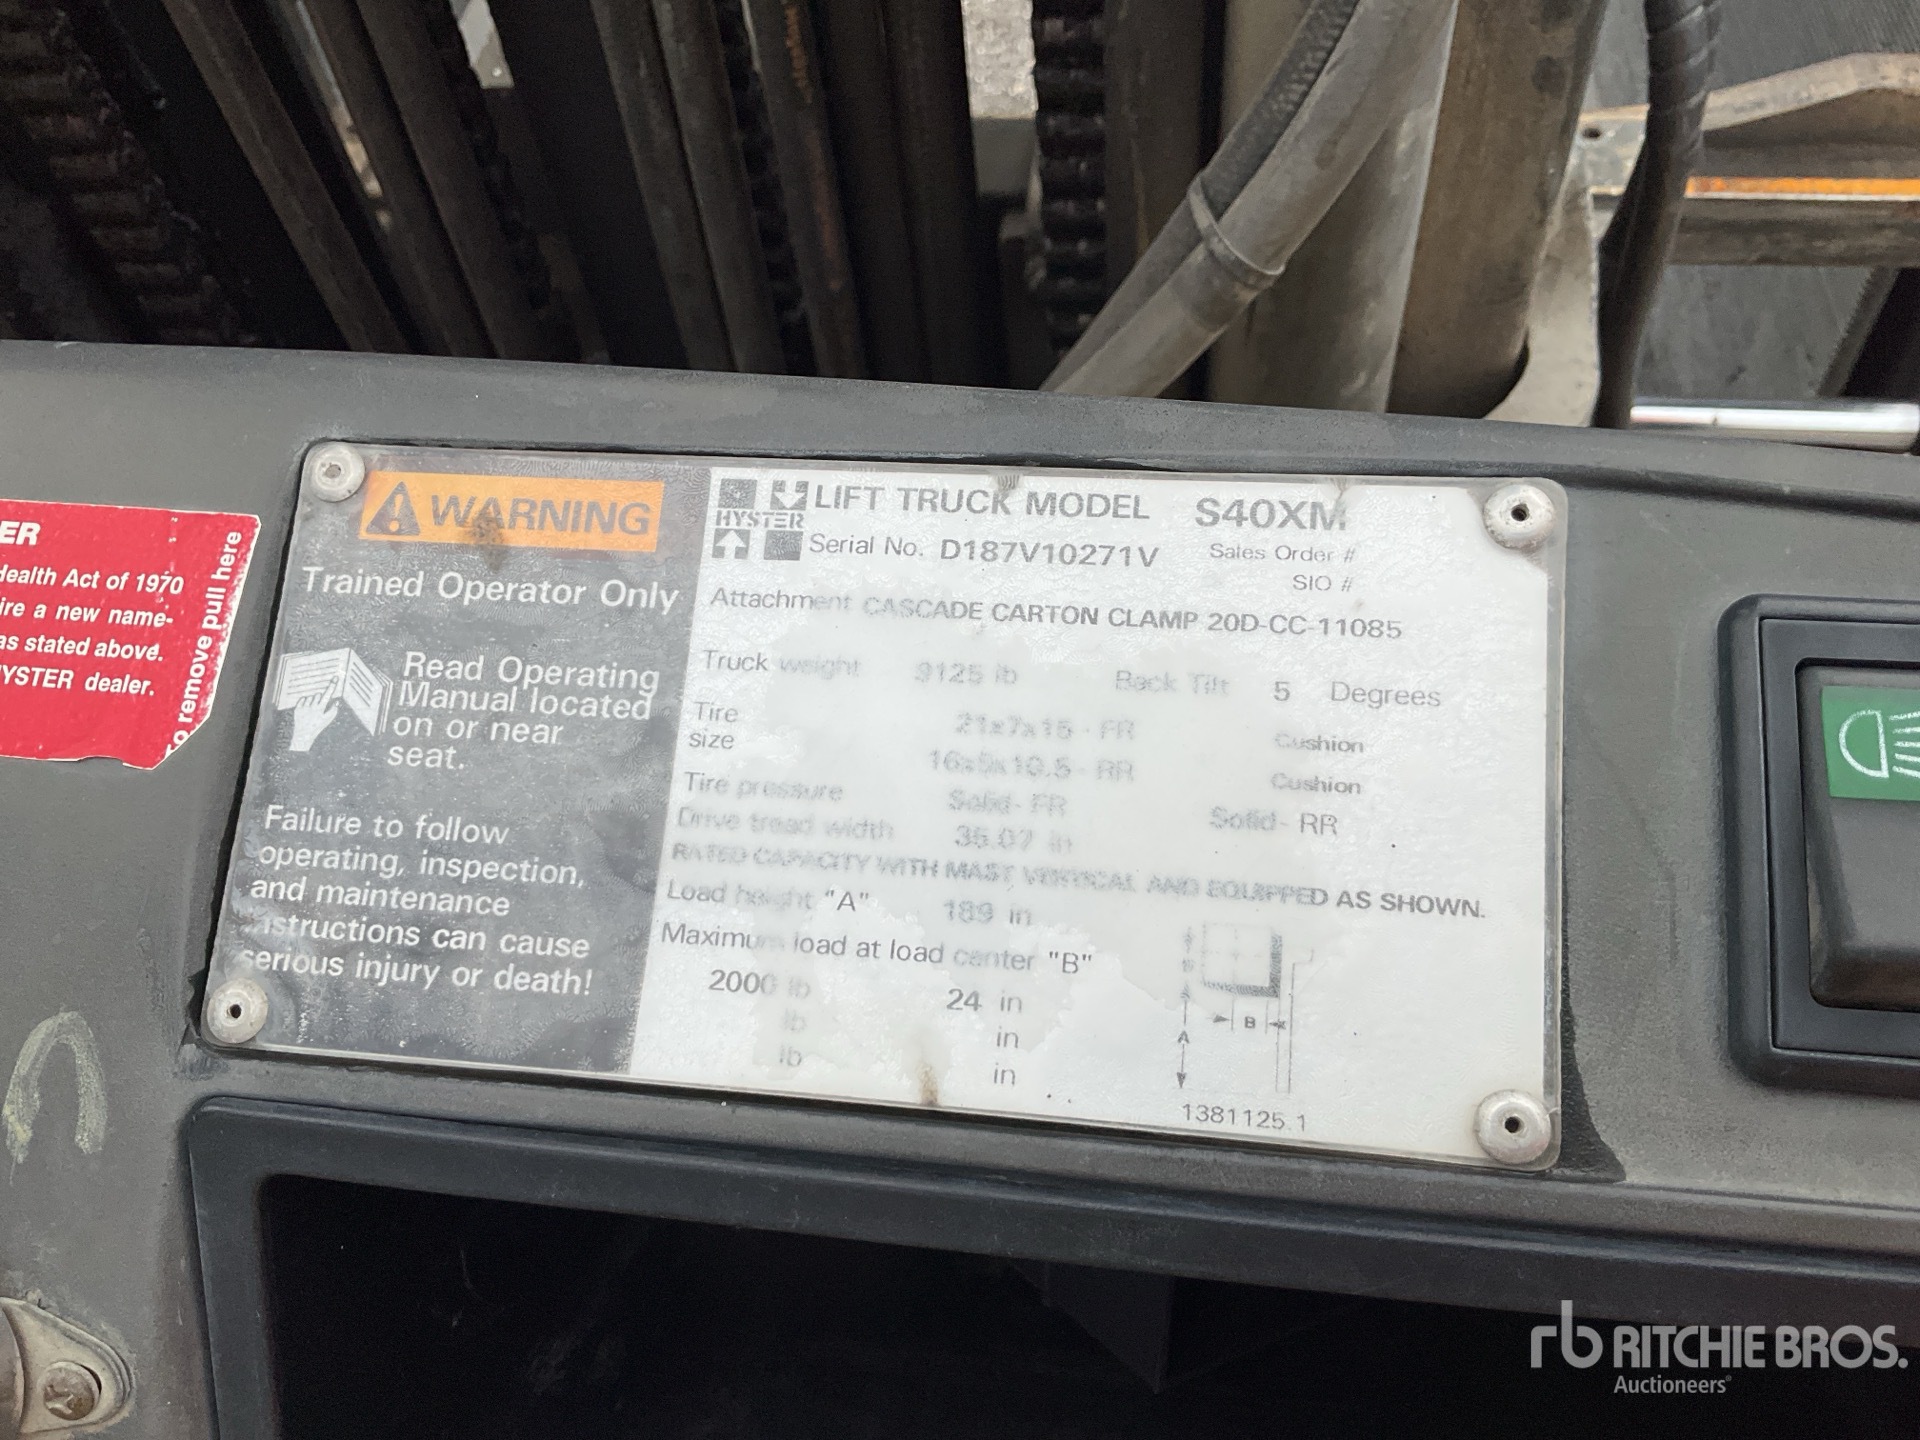 ER
Health Act of 1970
ire a new name-
as stated above.
HYSTER dealer.
To remove pull here
WARNING
Trained Operator Only
Read Operating
Manual located
on or near
seat.
Failure to follow
operating, inspection,
and maintenance
instructions can cause
serious injury or death!
HYSTER
LIFT TRUCK MODEL S40XM
Serial No. D187V10271V Sales Order #
SIO #
Attachment CASCADE CARTON CLAMP 20D-CC-11085
Truck weight 9125 lb Back Tilt 5 Degrees
Tire size 21x7x15 - FR Cushion
16x5x10.5 - RR Cushion
Tire pressure Solid - FR Solid - RR
Drive tread width 35.07 in
RATED CAPACITY WITH MAST VERTICAL AND EQUIPPED AS SHOWN.
Load height "A" 189 in
Maximum load at load center "B"
2000 lb 24 in
lb in
lb in
B
B
A
1381125.1
rb RITCHIE BROS.
Auctioneers